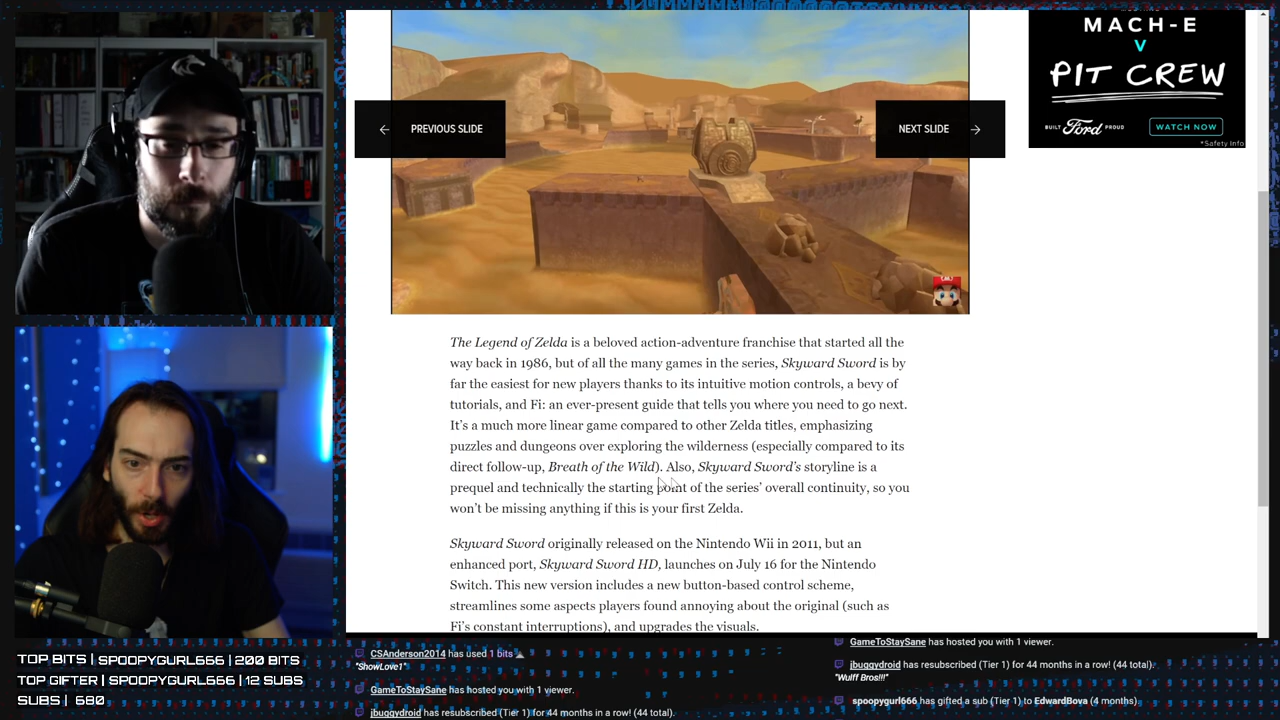 MACH-E
V
PIT CREW
BUILT Ford PROUD
WATCH NOW
*Safety Info
← PREVIOUS SLIDE
NEXT SLIDE →
The Legend of Zelda is a beloved action-adventure franchise that started all the
way back in 1986, but of all the many games in the series, Skyward Sword is by
far the easiest for new players thanks to its intuitive motion controls, a bevy of
tutorials, and Fi: an ever-present guide that tells you where you need to go next.
It’s a much more linear game compared to other Zelda titles, emphasizing
puzzles and dungeons over exploring the wilderness (especially compared to its
direct follow-up, Breath of the Wild). Also, Skyward Sword’s storyline is a
prequel and technically the starting point of the series’ overall continuity, so you
won’t be missing anything if this is your first Zelda.
Skyward Sword originally released on the Nintendo Wii in 2011, but an
enhanced port, Skyward Sword HD, launches on July 16 for the Nintendo
Switch. This new version includes a new button-based control scheme,
streamlines some aspects players found annoying about the original (such as
Fi’s constant interruptions), and upgrades the visuals.
TOP BITS | SPOOPYGURL666 | 200 BITS
TOP GIFTER | SPOOPYGURL666 | 12 SUBS
SUBS | 680
CSAnderson2014 has used 1 bits
"ShowLove1"
GameToStaySane has hosted you with 1 viewer.
jbuggydroid has resubscribed (Tier 1) for 44 months in a row! (44 total).
GameToStaySane has hosted you with 1 viewer.
jbuggydroid has resubscribed (Tier 1) for 44 months in a row! (44 total).
"Wulff Bros!!!"
spoopygurl666 has gifted a sub (Tier 1) to EdwardBova (4 months).